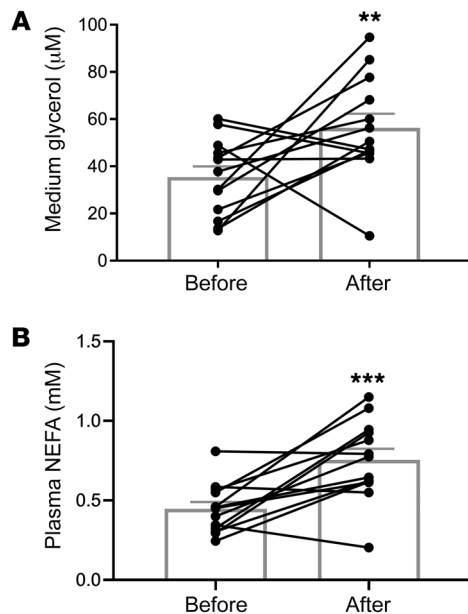 A
**
Medium glycerol (μM)
100
80
60
40
20
0
Before After
B
***
Plasma NEFA (mM)
1.5
1.0
0.5
0.0
Before After